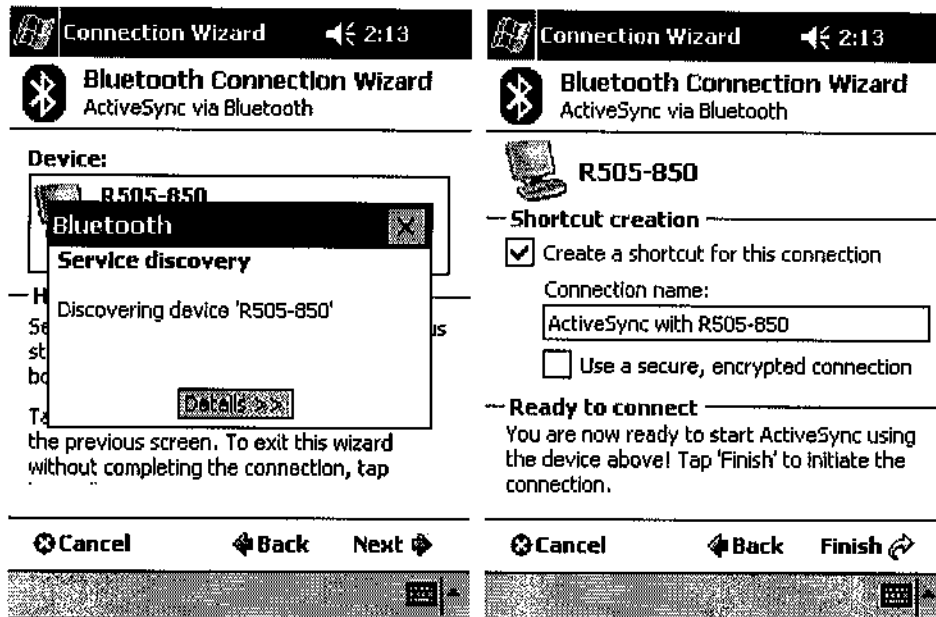 Connection Wizard 2:13
Bluetooth Connection Wizard
ActiveSync via Bluetooth
Device:
R505-850
Bluetooth
Service discovery
Discovering device 'R505-850'
Details >>
the previous screen. To exit this wizard
without completing the connection, tap
Cancel Back Next
Connection Wizard 2:13
Bluetooth Connection Wizard
ActiveSync via Bluetooth
R505-850
Shortcut creation
Create a shortcut for this connection
Connection name:
ActiveSync with R505-850
Use a secure, encrypted connection
Ready to connect
You are now ready to start ActiveSync using
the device above! Tap 'Finish' to initiate the
connection.
Cancel Back Finish